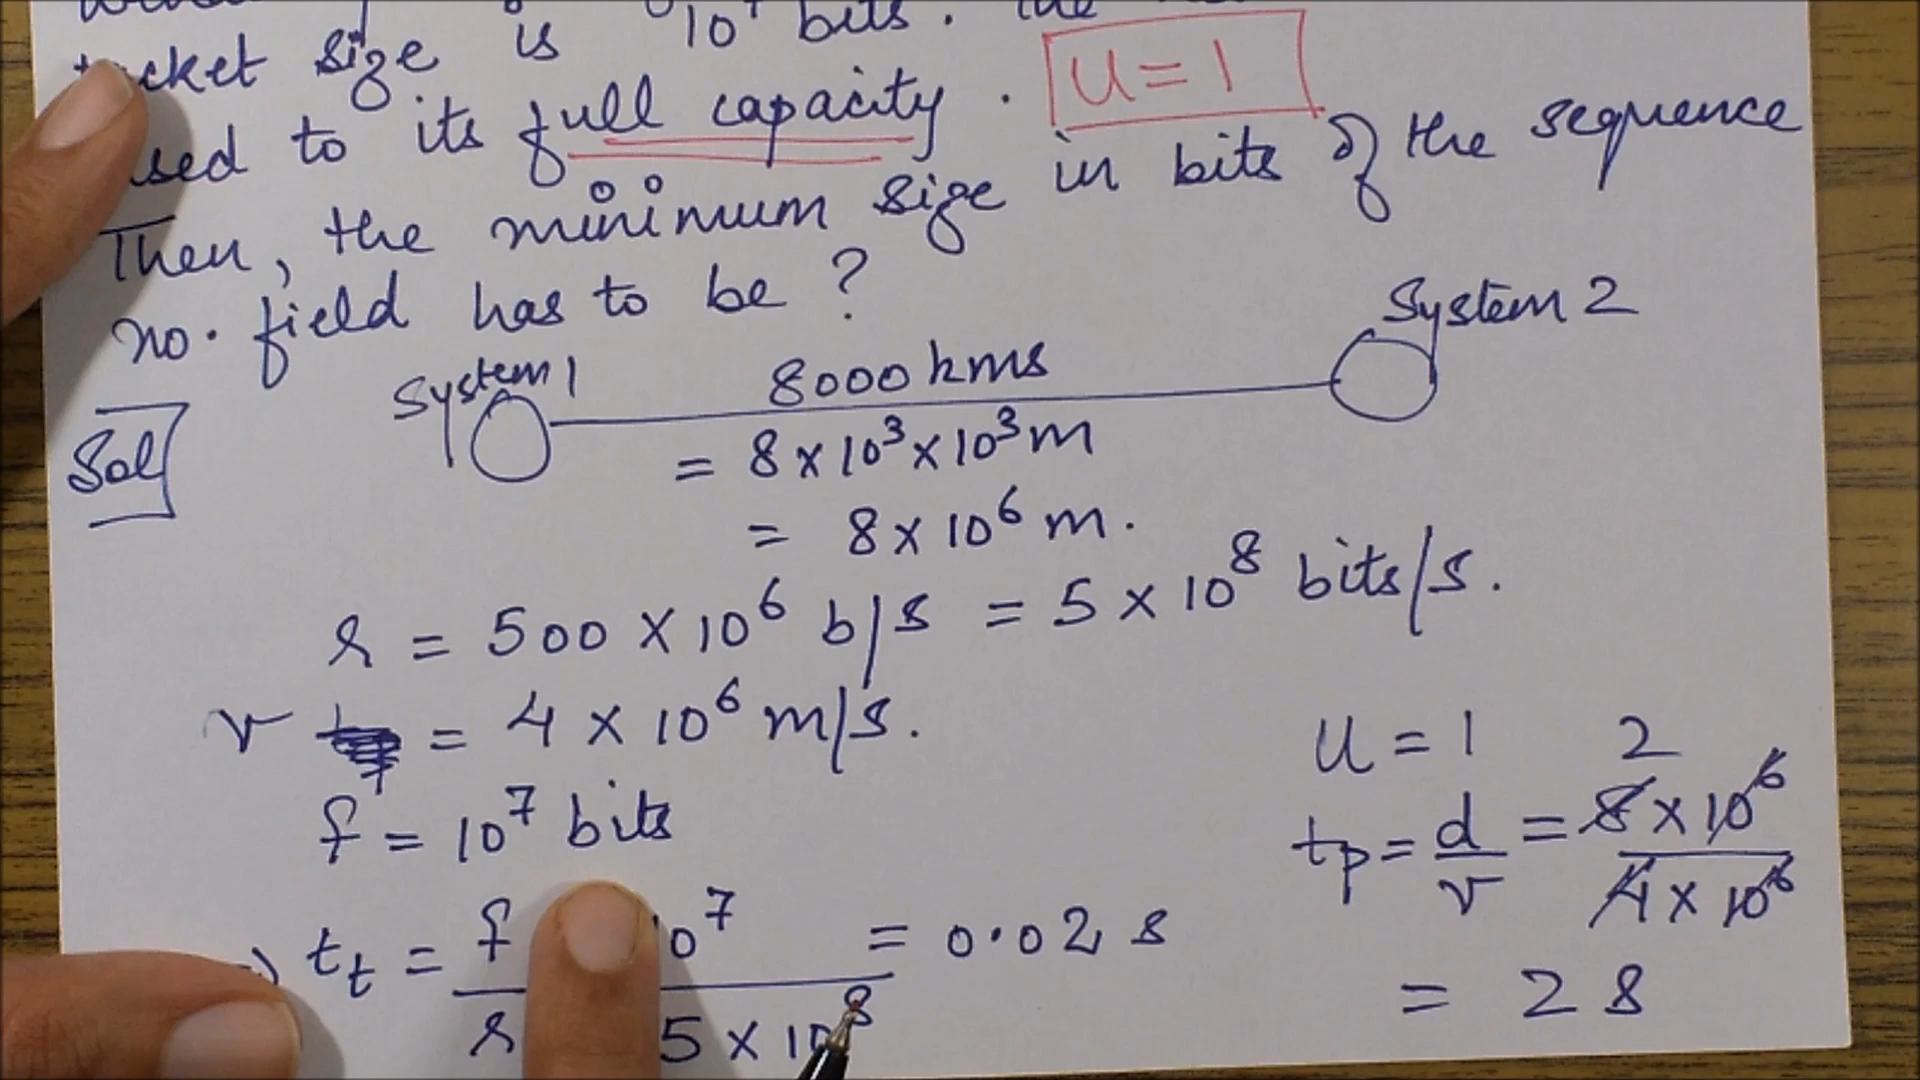 size is 10⁷ bits. the
used to its full capacity. U = 1
Then, the minimum size in bits of the sequence
no. field has to be ?
System 1
8000 kms
System 2
Sol
= 8 x 10³ x 10³ m
= 8 x 10⁶ m.
r = 500 x 10⁶ b/s = 5 x 10⁸ bits/s.
v = 4 x 10⁶ m/s.
f = 10⁷ bits
U = 1
2
tp = d/v = 8 x 10⁶ / 4 x 10⁶
= 2 s
tt = f/r 10⁷ / 5 x 10⁸ = 0.02 s